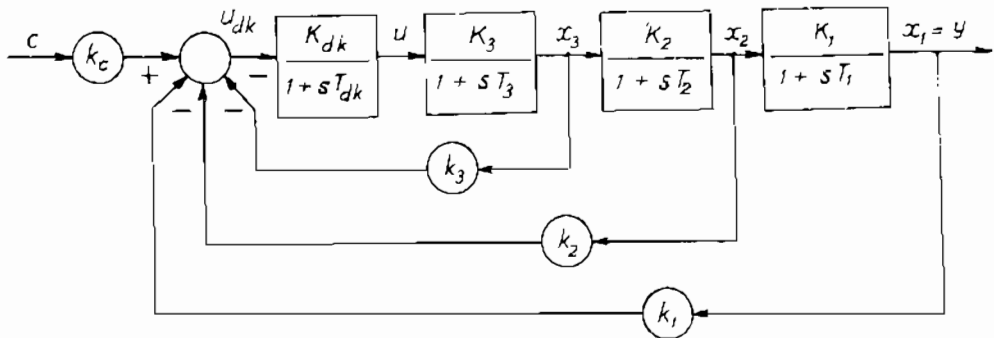 c
k_c
+
u_dk
−
−
−
K_dk
1 + sT_dk
u
K_3
1 + sT_3
x_3
K_2
1 + sT_2
x_2
K_1
1 + sT_1
x_1 = y
k_3
k_2
k_1